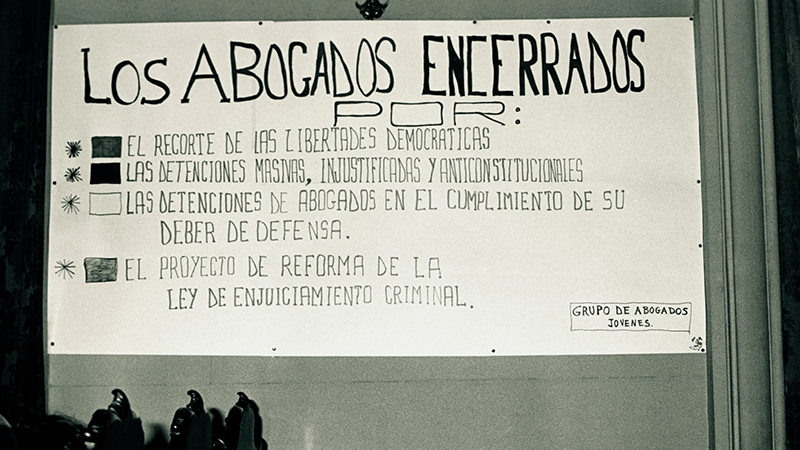 LOS ABOGADOS ENCERRADOS
POR:
EL RECORTE DE LAS LIBERTADES DEMOCRATICAS
LAS DETENCIONES MASIVAS, INJUSTIFICADAS Y ANTICONSTITUCIONALES
LAS DETENCIONES DE ABOGADOS EN EL CUMPLIMIENTO DE SU
DEBER DE DEFENSA.
EL PROYECTO DE REFORMA DE LA
LEY DE ENJUICIAMIENTO CRIMINAL.
GRUPO DE ABOGADOS
JOVENES.